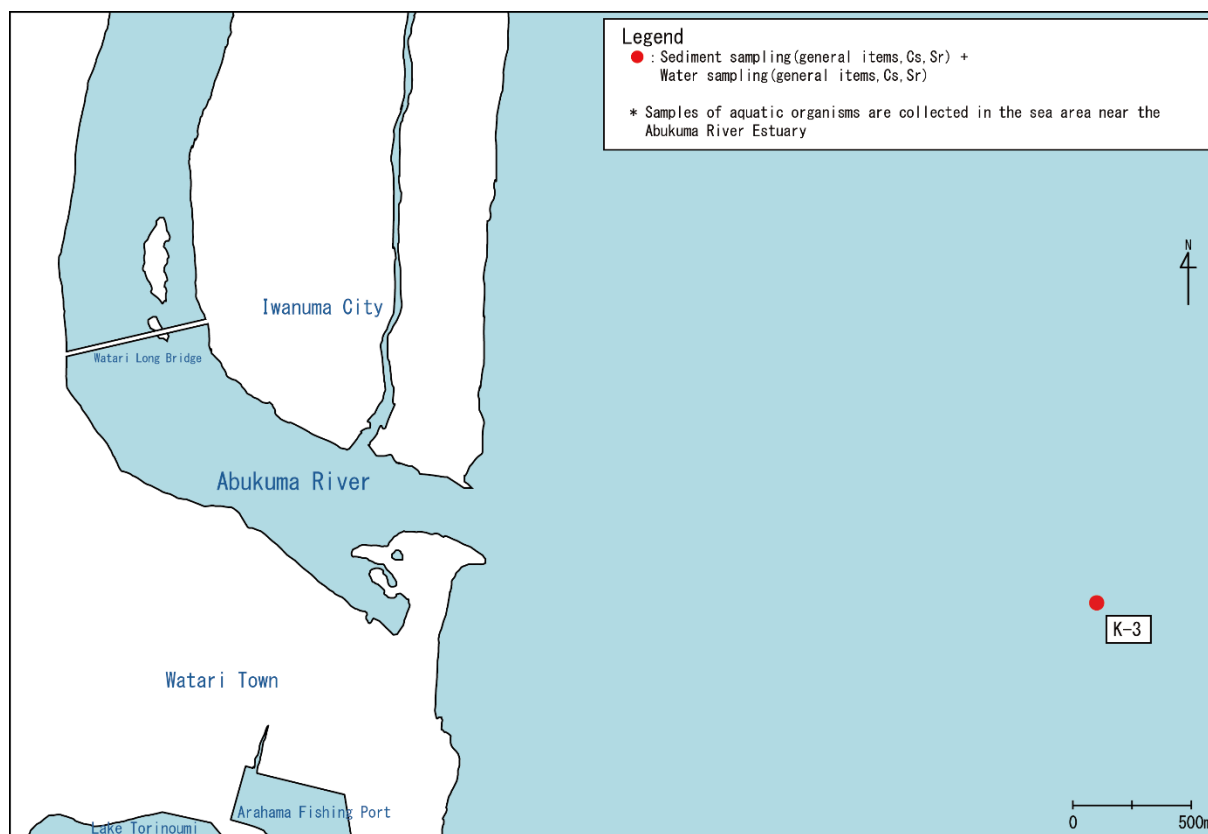 Legend
● : Sediment sampling(general items,Cs,Sr) +
Water sampling(general items,Cs,Sr)
* Samples of aquatic organisms are collected in the sea area near the
Abukuma River Estuary
N
Iwanuma City
Watari Long Bridge
Abukuma River
K-3
Watari Town
Arahama Fishing Port
Lake Torinoumi
0 500m